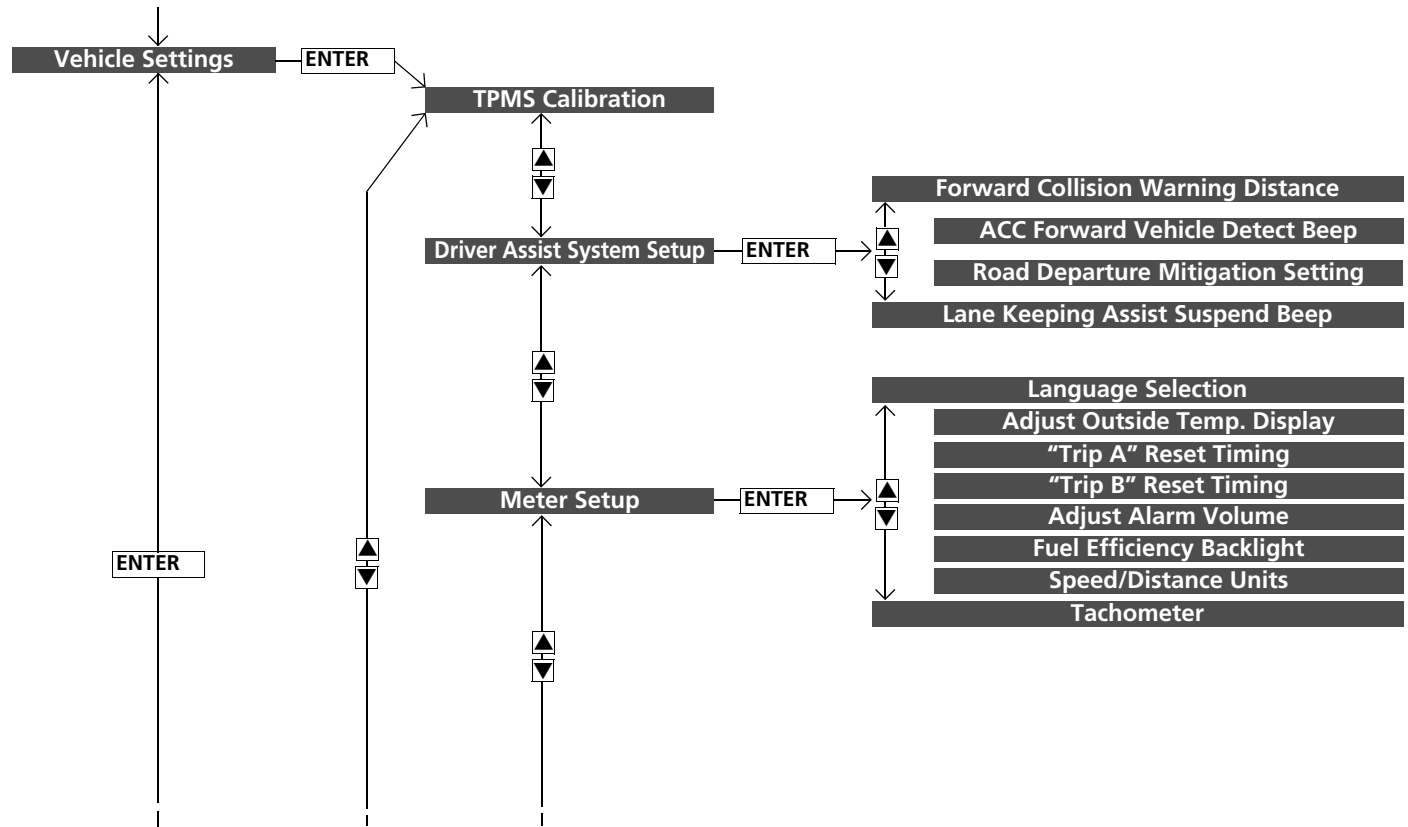 Vehicle Settings
ENTER
TPMS Calibration
Driver Assist System Setup
ENTER
Forward Collision Warning Distance
ACC Forward Vehicle Detect Beep
Road Departure Mitigation Setting
Lane Keeping Assist Suspend Beep
Meter Setup
ENTER
Language Selection
Adjust Outside Temp. Display
“Trip A” Reset Timing
“Trip B” Reset Timing
Adjust Alarm Volume
Fuel Efficiency Backlight
Speed/Distance Units
Tachometer
ENTER